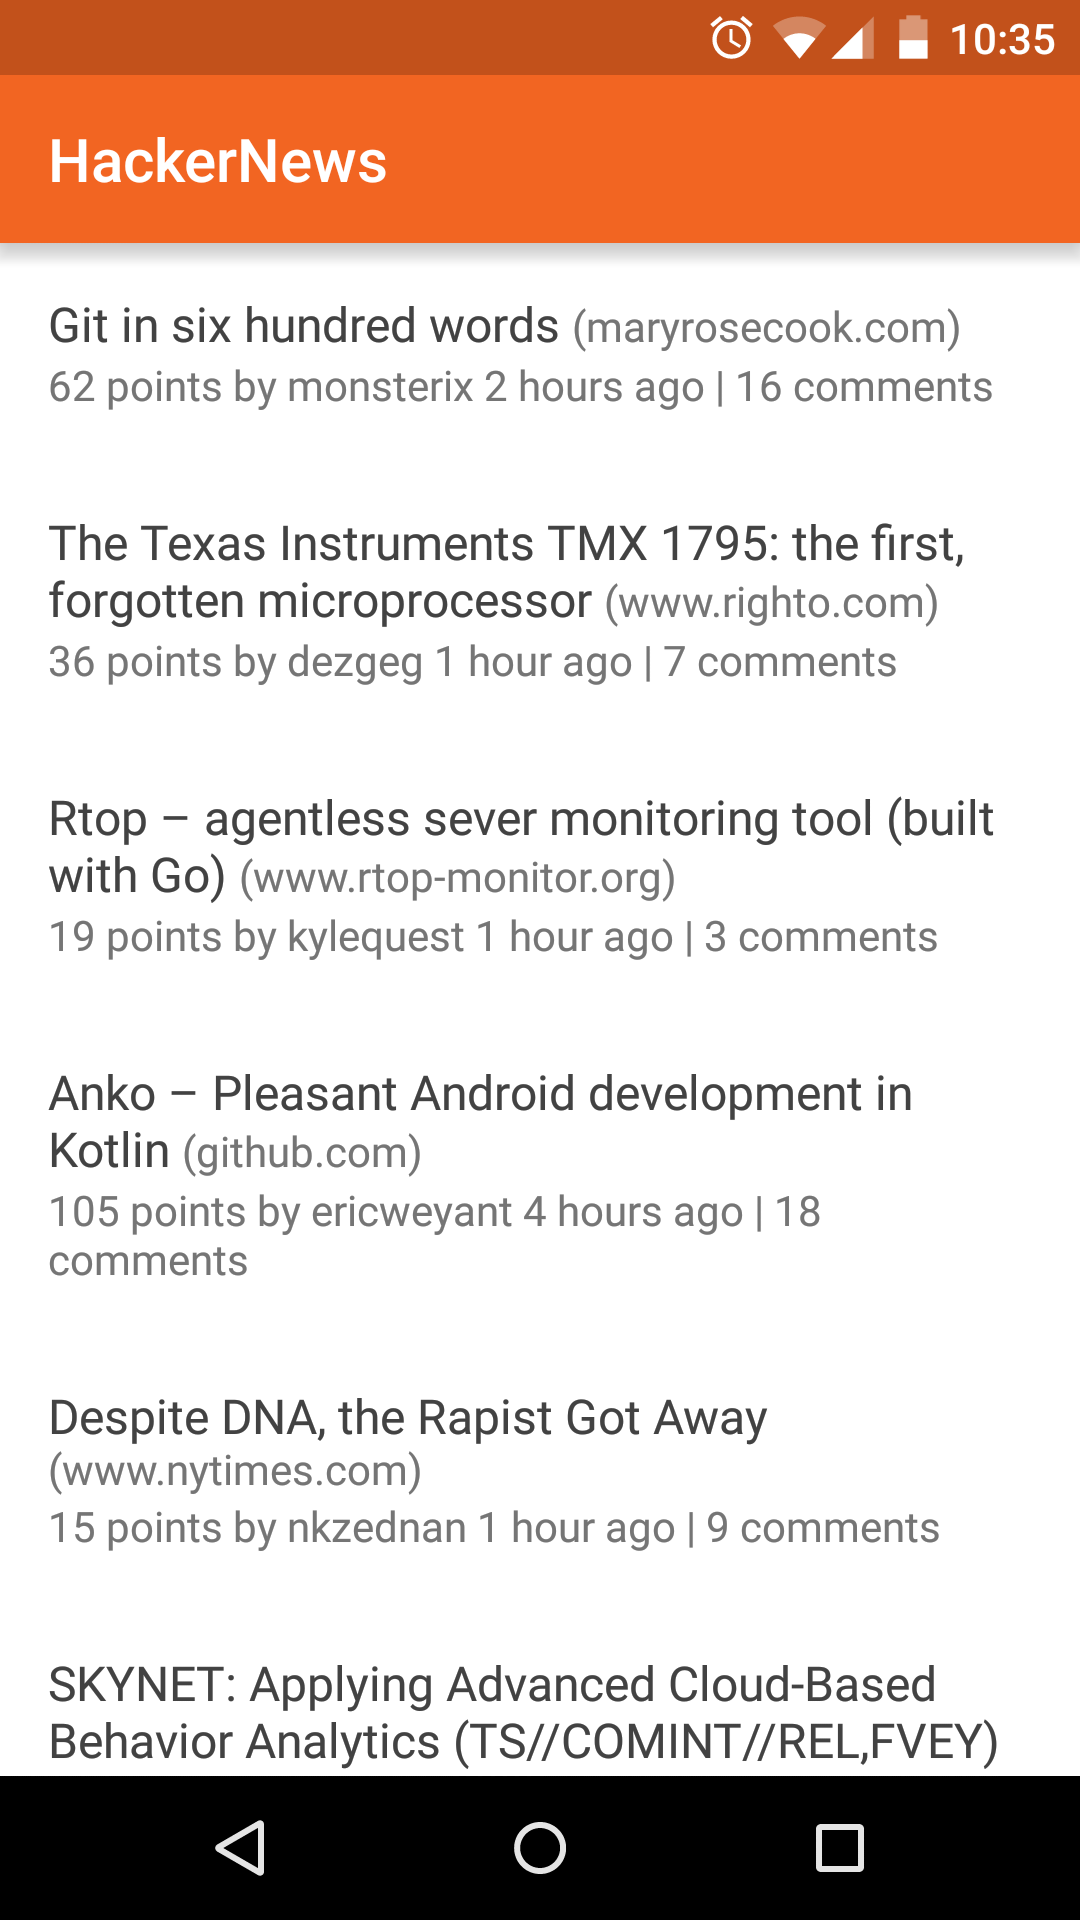 10:35
HackerNews
Git in six hundred words (maryrosecook.com)
62 points by monsterix 2 hours ago | 16 comments
The Texas Instruments TMX 1795: the first,
forgotten microprocessor (www.righto.com)
36 points by dezgeg 1 hour ago | 7 comments
Rtop – agentless sever monitoring tool (built
with Go) (www.rtop-monitor.org)
19 points by kylequest 1 hour ago | 3 comments
Anko – Pleasant Android development in
Kotlin (github.com)
105 points by ericweyant 4 hours ago | 18
comments
Despite DNA, the Rapist Got Away
(www.nytimes.com)
15 points by nkzednan 1 hour ago | 9 comments
SKYNET: Applying Advanced Cloud-Based
Behavior Analytics (TS//COMINT//REL,FVEY)